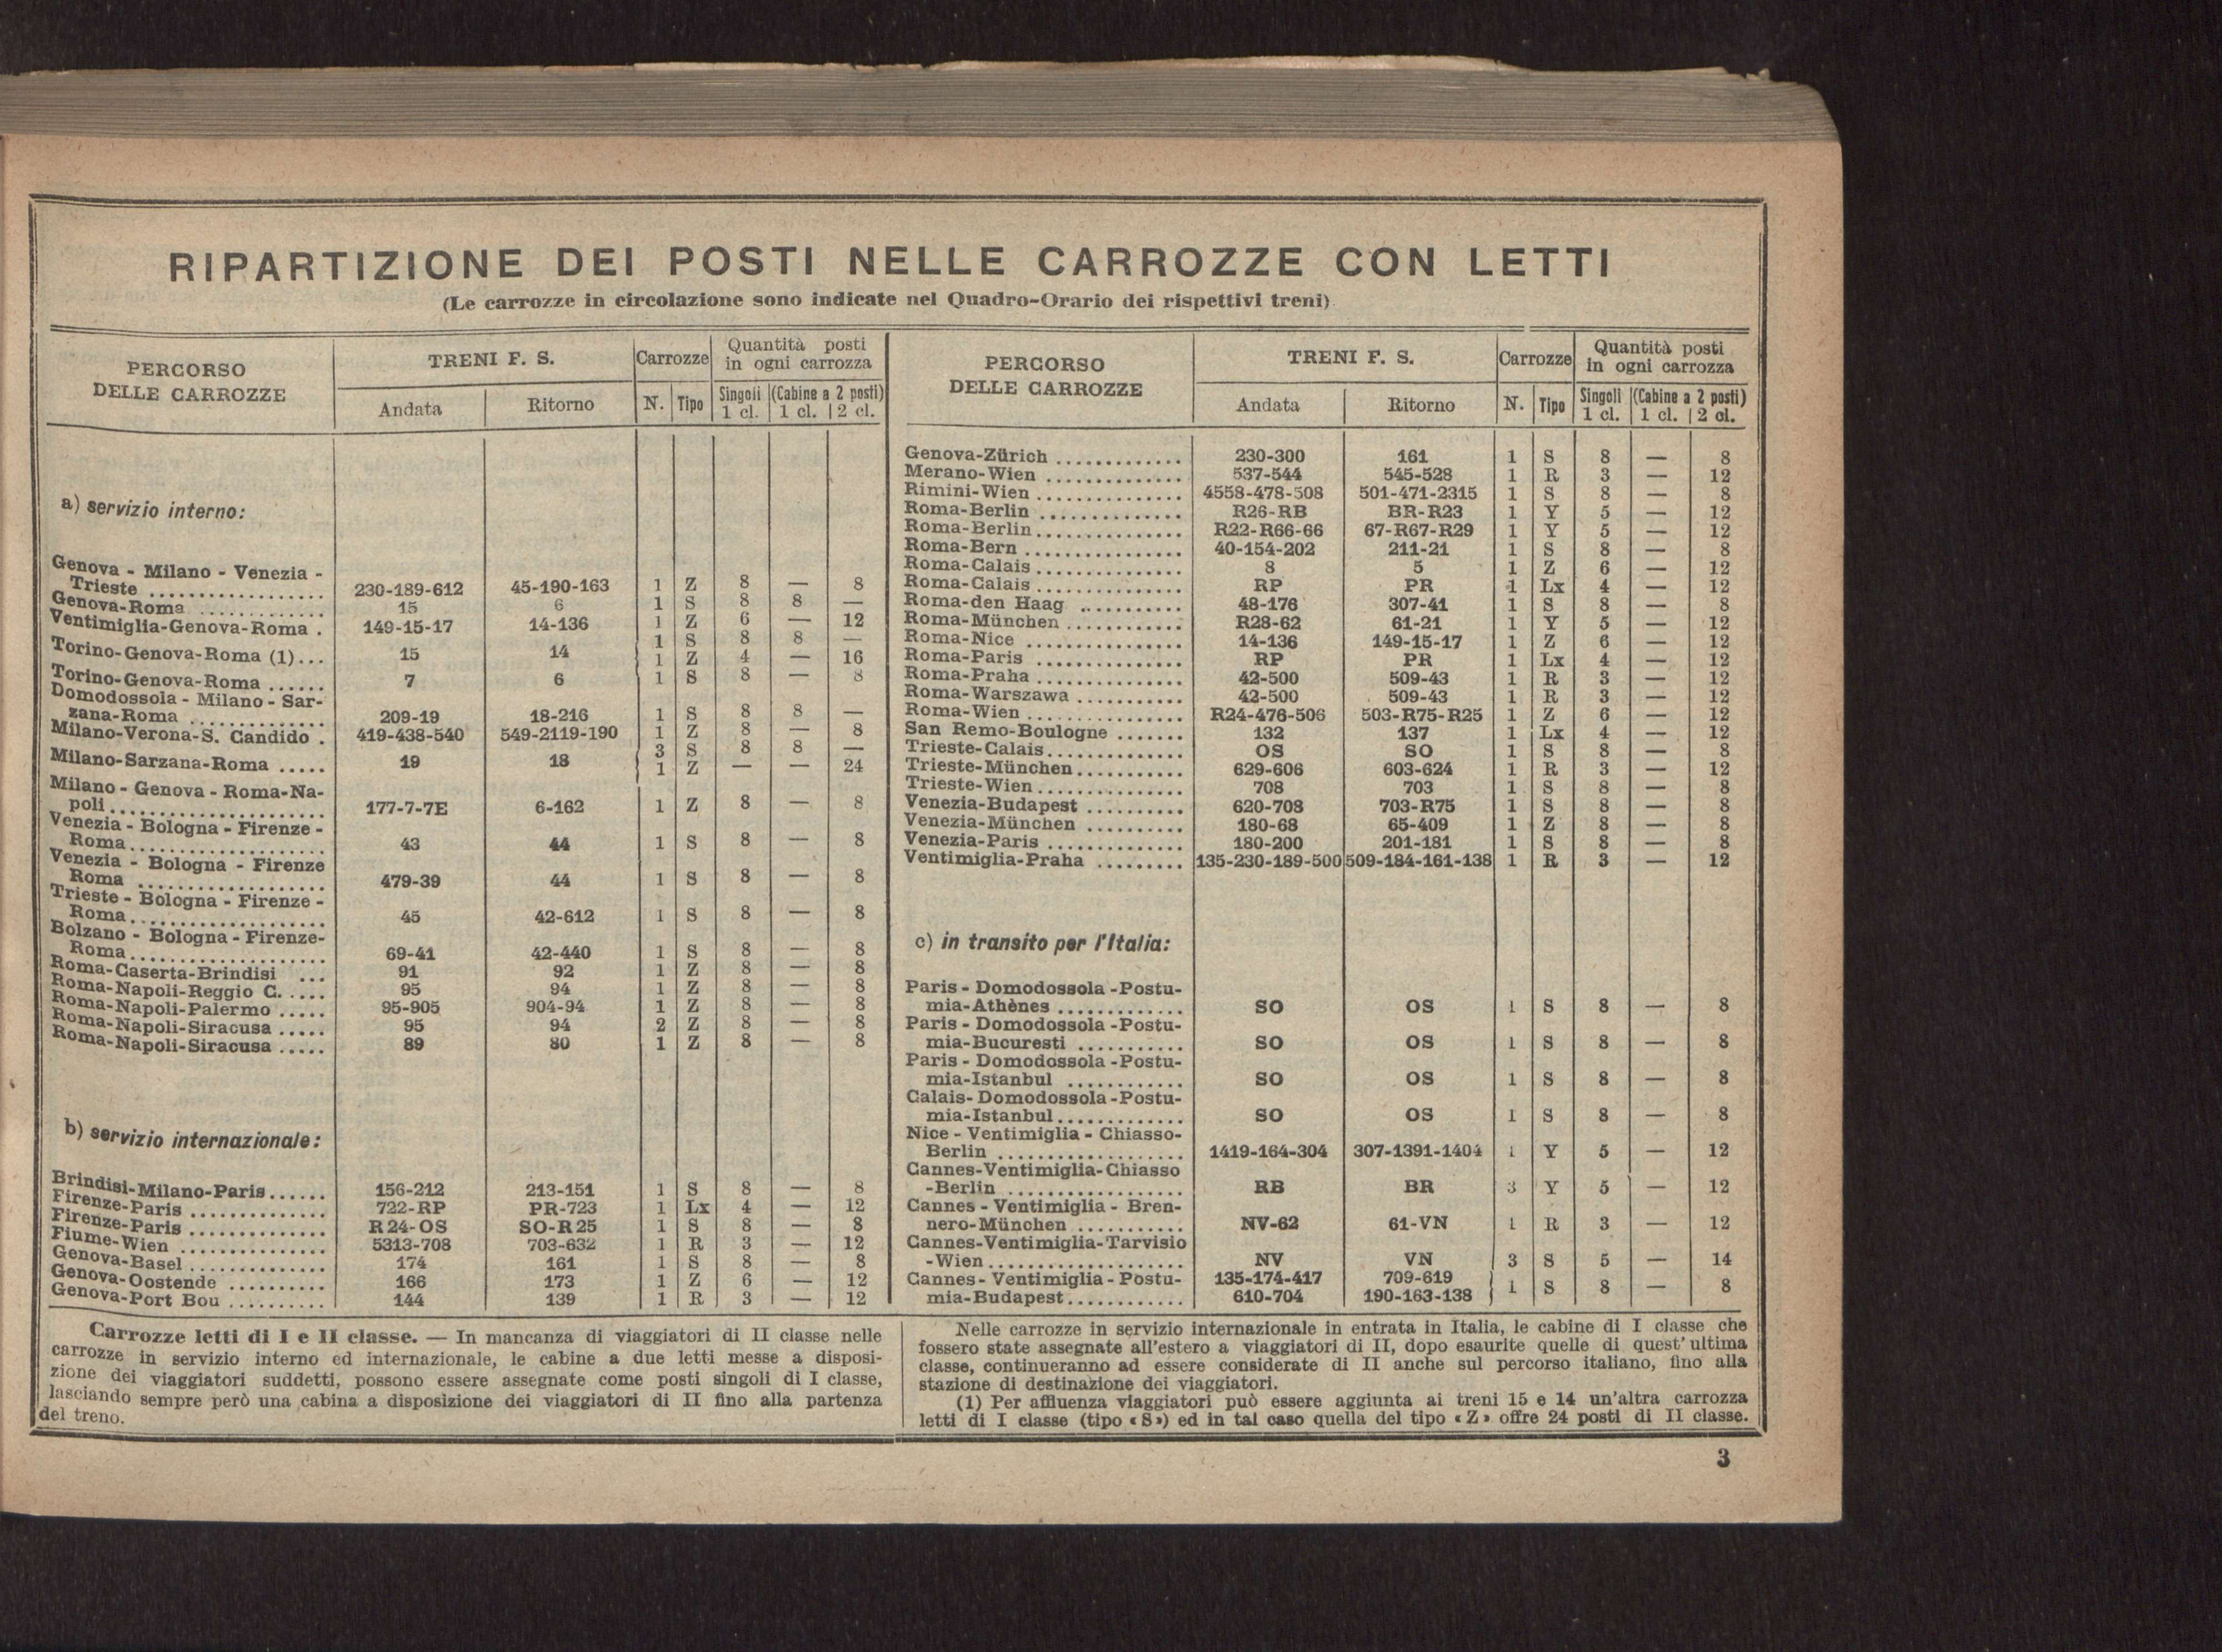 RIPARTIZIONE DEI POSTI NELLE CARROZZE CON LETTI
(Le carrozze in circolazione sono indicate nel Quadro-Orario dei rispettivi treni)
PERCORSO
DELLE CARROZZE
TRENI F. S.
Andata
Ritorno
Carrozze
N.
Tipo
Quantità posti
in ogni carrozza
Singoli
1 cl.
(Cabine a 2 posti)
1 cl. | 2 cl.
a) servizio interno:
Genova - Milano - Venezia -
Trieste .................. 230-189-612 45-190-163 1 Z 8 — 8
Genova-Roma ............. 15 6 1 S 8 8 —
Ventimiglia-Genova-Roma . 149-15-17 14-136 1 Z 6 — 12
1 S 8 8 —
Torino-Genova-Roma (1)... 15 14
1 Z 4 — 16
Torino-Genova-Roma ...... 7 6 1 S 8 — 8
Domodossola - Milano - Sar-
zana-Roma .............. 209-19 18-216 1 S 8 8 —
Milano-Verona-S. Candido . 419-438-540 549-2119-190 1 Z 8 — 8
3 S 8 8 —
Milano-Sarzana-Roma ..... 19 18
1 Z — — 24
Milano - Genova - Roma-Na-
poli...................... 177-7-7E 6-162 1 Z 8 — 8
Venezia - Bologna - Firenze -
Roma.................... 43 44 1 S 8 — 8
Venezia - Bologna - Firenze
Roma ................... 479-39 44 1 S 8 — 8
Trieste - Bologna - Firenze -
Roma.................... 45 42-612 1 S 8 — 8
Bolzano - Bologna - Firenze-
Roma.................... 69-41 42-440 1 S 8 — 8
Roma-Caserta-Brindisi ... 91 92 1 Z 8 — 8
Roma-Napoli-Reggio C. .... 95 94 1 Z 8 — 8
Roma-Napoli-Palermo ..... 95-905 904-94 1 Z 8 — 8
Roma-Napoli-Siracusa ..... 95 94 2 Z 8 — 8
Roma-Napoli-Siracusa ..... 89 80 1 Z 8 — 8
b) servizio internazionale:
Brindisi-Milano-Paris...... 156-212 213-151 1 S 8 — 8
Firenze-Paris .............. 722-RP PR-723 1 Lx 4 — 12
Firenze-Paris .............. R24-OS SO-R25 1 S 8 — 8
Fiume-Wien ............... 5313-708 703-632 1 R 3 — 12
Genova-Basel .............. 174 161 1 S 8 — 8
Genova-Oostende .......... 166 173 1 Z 6 — 12
Genova-Port Bou .......... 144 139 1 R 3 — 12
PERCORSO
DELLE CARROZZE
TRENI F. S.
Andata
Ritorno
Carrozze
N.
Tipo
Quantità posti
in ogni carrozza
Singoli
1 cl.
(Cabine a 2 posti)
1 cl. | 2 cl.
Genova-Zürich ............. 230-300 161 1 S 8 — 8
Merano-Wien .............. 537-544 545-528 1 R 3 — 12
Rimini-Wien ............... 4558-478-508 501-471-2315 1 S 8 — 8
Roma-Berlin ............... R26-RB BR-R23 1 Y 5 — 12
Roma-Berlin............... R22-R66-66 67-R67-R29 1 Y 5 — 12
Roma-Bern ................ 40-154-202 211-21 1 S 8 — 8
Roma-Calais............... 8 5 1 Z 6 — 12
Roma-Calais............... RP PR 1 Lx 4 — 12
Roma-den Haag .......... 48-176 307-41 1 S 8 — 8
Roma-München............ R28-62 61-21 1 Y 5 — 12
Roma-Nice ................ 14-136 149-15-17 1 Z 6 — 12
Roma-Paris ............... RP PR 1 Lx 4 — 12
Roma-Praha ............... 42-500 509-43 1 R 3 — 12
Roma-Warszawa ........... 42-500 509-43 1 R 3 — 12
Roma-Wien................ R24-476-506 503-R75-R25 1 Z 6 — 12
San Remo-Boulogne ....... 132 137 1 Lx 4 — 12
Trieste-Calais.............. OS SO 1 S 8 — 8
Trieste-München........... 629-606 603-624 1 R 3 — 12
Trieste-Wien............... 708 703 1 S 8 — 8
Venezia-Budapest .......... 620-708 703-R75 1 S 8 — 8
Venezia-München .......... 180-68 65-409 1 Z 8 — 8
Venezia-Paris .............. 180-200 201-181 1 S 8 — 8
Ventimiglia-Praha ......... 135-230-189-500 509-184-161-138 1 R 3 — 12
c) in transito per l'Italia:
Paris - Domodossola -Postu-
mia-Athènes ............. SO OS 1 S 8 — 8
Paris - Domodossola -Postu-
mia-Bucuresti ........... SO OS 1 S 8 — 8
Paris - Domodossola -Postu-
mia-Istanbul ............ SO OS 1 S 8 — 8
Calais- Domodossola -Postu-
mia-Istanbul............. SO OS 1 S 8 — 8
Nice - Ventimiglia - Chiasso-
Berlin ................... 1419-164-304 307-1391-1404 1 Y 5 — 12
Cannes-Ventimiglia-Chiasso
-Berlin .................. RB BR 3 Y 5 — 12
Cannes - Ventimiglia - Bren-
nero-München ........... NV-62 61-VN 1 R 3 — 12
Cannes-Ventimiglia-Tarvisio
-Wien.................... NV VN 3 S 5 — 14
Cannes- Ventimiglia - Postu- 135-174-417 709-619
mia-Budapest............ 610-704 190-163-138 1 S 8 — 8
Carrozze letti di I e II classe. — In mancanza di viaggiatori di II classe nelle
carrozze in servizio interno ed internazionale, le cabine a due letti messe a disposi-
zione dei viaggiatori suddetti, possono essere assegnate come posti singoli di I classe,
lasciando sempre però una cabina a disposizione dei viaggiatori di II fino alla partenza
del treno.
Nelle carrozze in servizio internazionale in entrata in Italia, le cabine di I classe che
fossero state assegnate all'estero a viaggiatori di II, dopo esaurite quelle di quest'ultima
classe, continueranno ad essere considerate di II anche sul percorso italiano, fino alla
stazione di destinazione dei viaggiatori.
(1) Per affluenza viaggiatori può essere aggiunta ai treni 15 e 14 un'altra carrozza
letti di I classe (tipo « S ») ed in tal caso quella del tipo « Z » offre 24 posti di II classe.
3